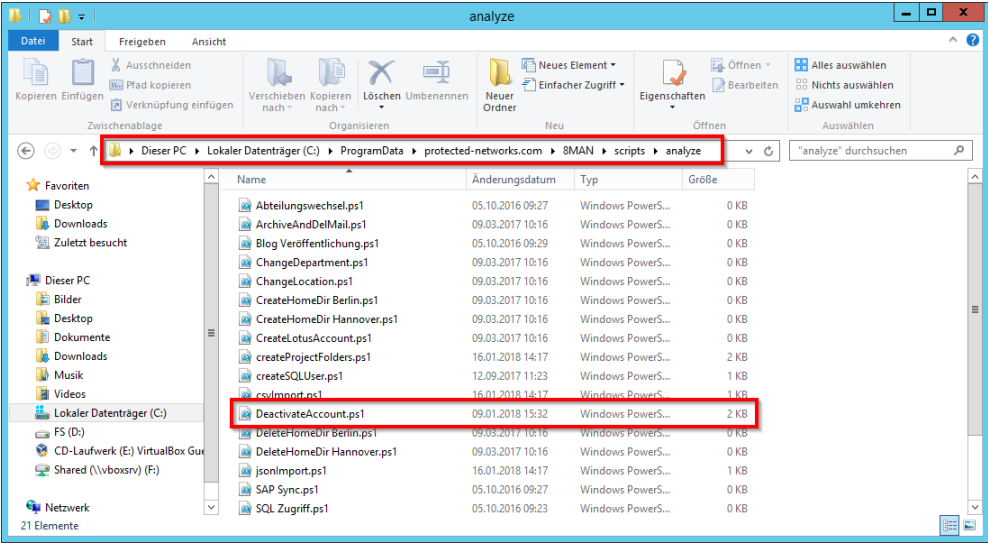 analyze
Datei Start Freigeben Ansicht
Kopieren Einfügen
Ausschneiden
Pfad kopieren
Verknüpfung einfügen
Zwischenablage
Verschieben nach
Kopieren nach
Löschen
Umbenennen
Organisieren
Neuer Ordner
Neues Element
Einfacher Zugriff
Neu
Eigenschaften
Öffnen
Bearbeiten
Öffnen
Alles auswählen
Nichts auswählen
Auswahl umkehren
Auswählen
Dieser PC Lokaler Datenträger (C:) ProgramData protected-networks.com 8MAN scripts analyze
"analyze" durchsuchen
Favoriten
Desktop
Downloads
Zuletzt besucht
Dieser PC
Bilder
Desktop
Dokumente
Downloads
Musik
Videos
Lokaler Datenträger (C:)
FS (D:)
CD-Laufwerk (E:) VirtualBox Gue
Shared (\\vboxsrv) (F:)
Netzwerk
Name Änderungsdatum Typ Größe
Abteilungswechsel.ps1 05.10.2016 09:27 Windows PowerS... 0 KB
ArchiveAndDelMail.ps1 09.03.2017 10:16 Windows PowerS... 0 KB
Blog Veröffentlichung.ps1 05.10.2016 09:29 Windows PowerS... 0 KB
ChangeDepartment.ps1 09.03.2017 10:16 Windows PowerS... 0 KB
ChangeLocation.ps1 09.03.2017 10:16 Windows PowerS... 0 KB
CreateHomeDir Berlin.ps1 09.03.2017 10:16 Windows PowerS... 0 KB
CreateHomeDir Hannover.ps1 09.03.2017 10:16 Windows PowerS... 0 KB
CreateLotusAccount.ps1 09.03.2017 10:16 Windows PowerS... 0 KB
createProjectFolders.ps1 16.01.2018 14:17 Windows PowerS... 2 KB
createSQLUser.ps1 12.09.2017 11:23 Windows PowerS... 1 KB
csvImport.ps1 16.01.2018 14:17 Windows PowerS... 1 KB
DeactivateAccount.ps1 09.01.2018 15:32 Windows PowerS... 2 KB
DeleteHomeDir Berlin.ps1 09.03.2017 10:16 Windows PowerS... 0 KB
DeleteHomeDir Hannover.ps1 09.03.2017 10:16 Windows PowerS... 0 KB
jsonImport.ps1 16.01.2018 14:17 Windows PowerS... 1 KB
SAP Sync.ps1 05.10.2016 09:27 Windows PowerS... 0 KB
SQL Zugriff.ps1 05.10.2016 09:23 Windows PowerS... 0 KB
21 Elemente